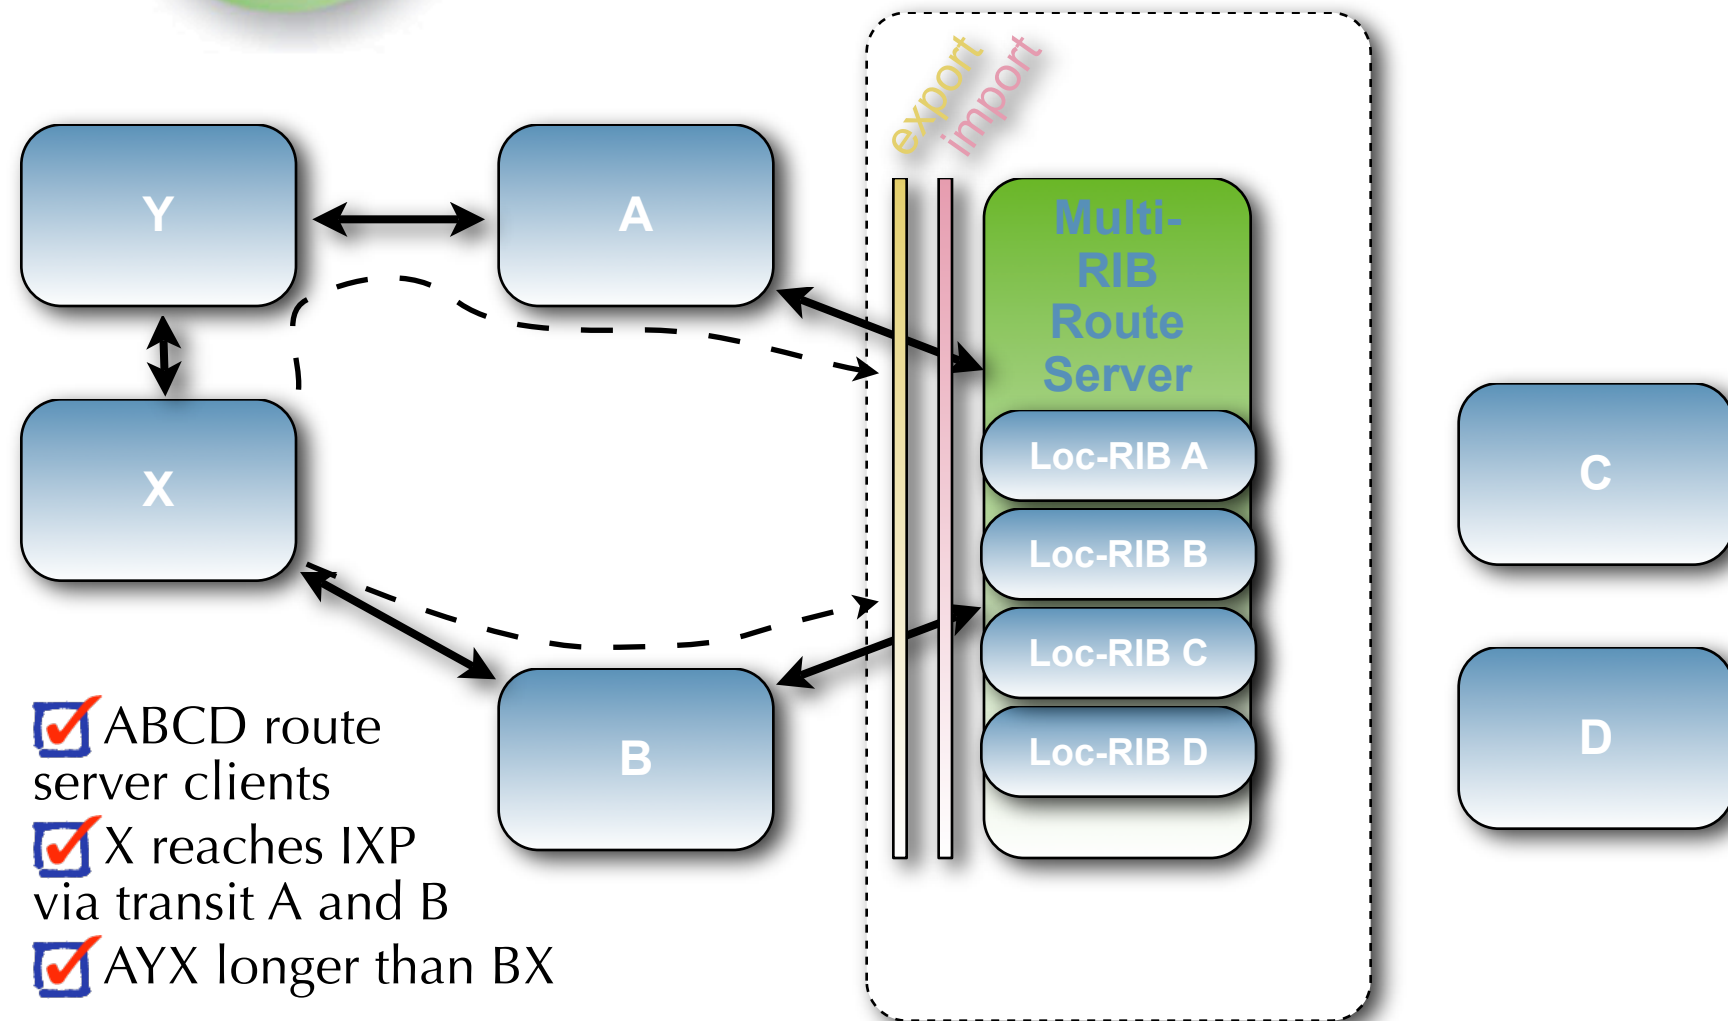 export
import
Y
A
Multi-
RIB
Route
Server
X
Loc-RIB A
C
Loc-RIB B
Loc-RIB C
B
Loc-RIB D
D
ABCD route
server clients
X reaches IXP
via transit A and B
AYX longer than BX